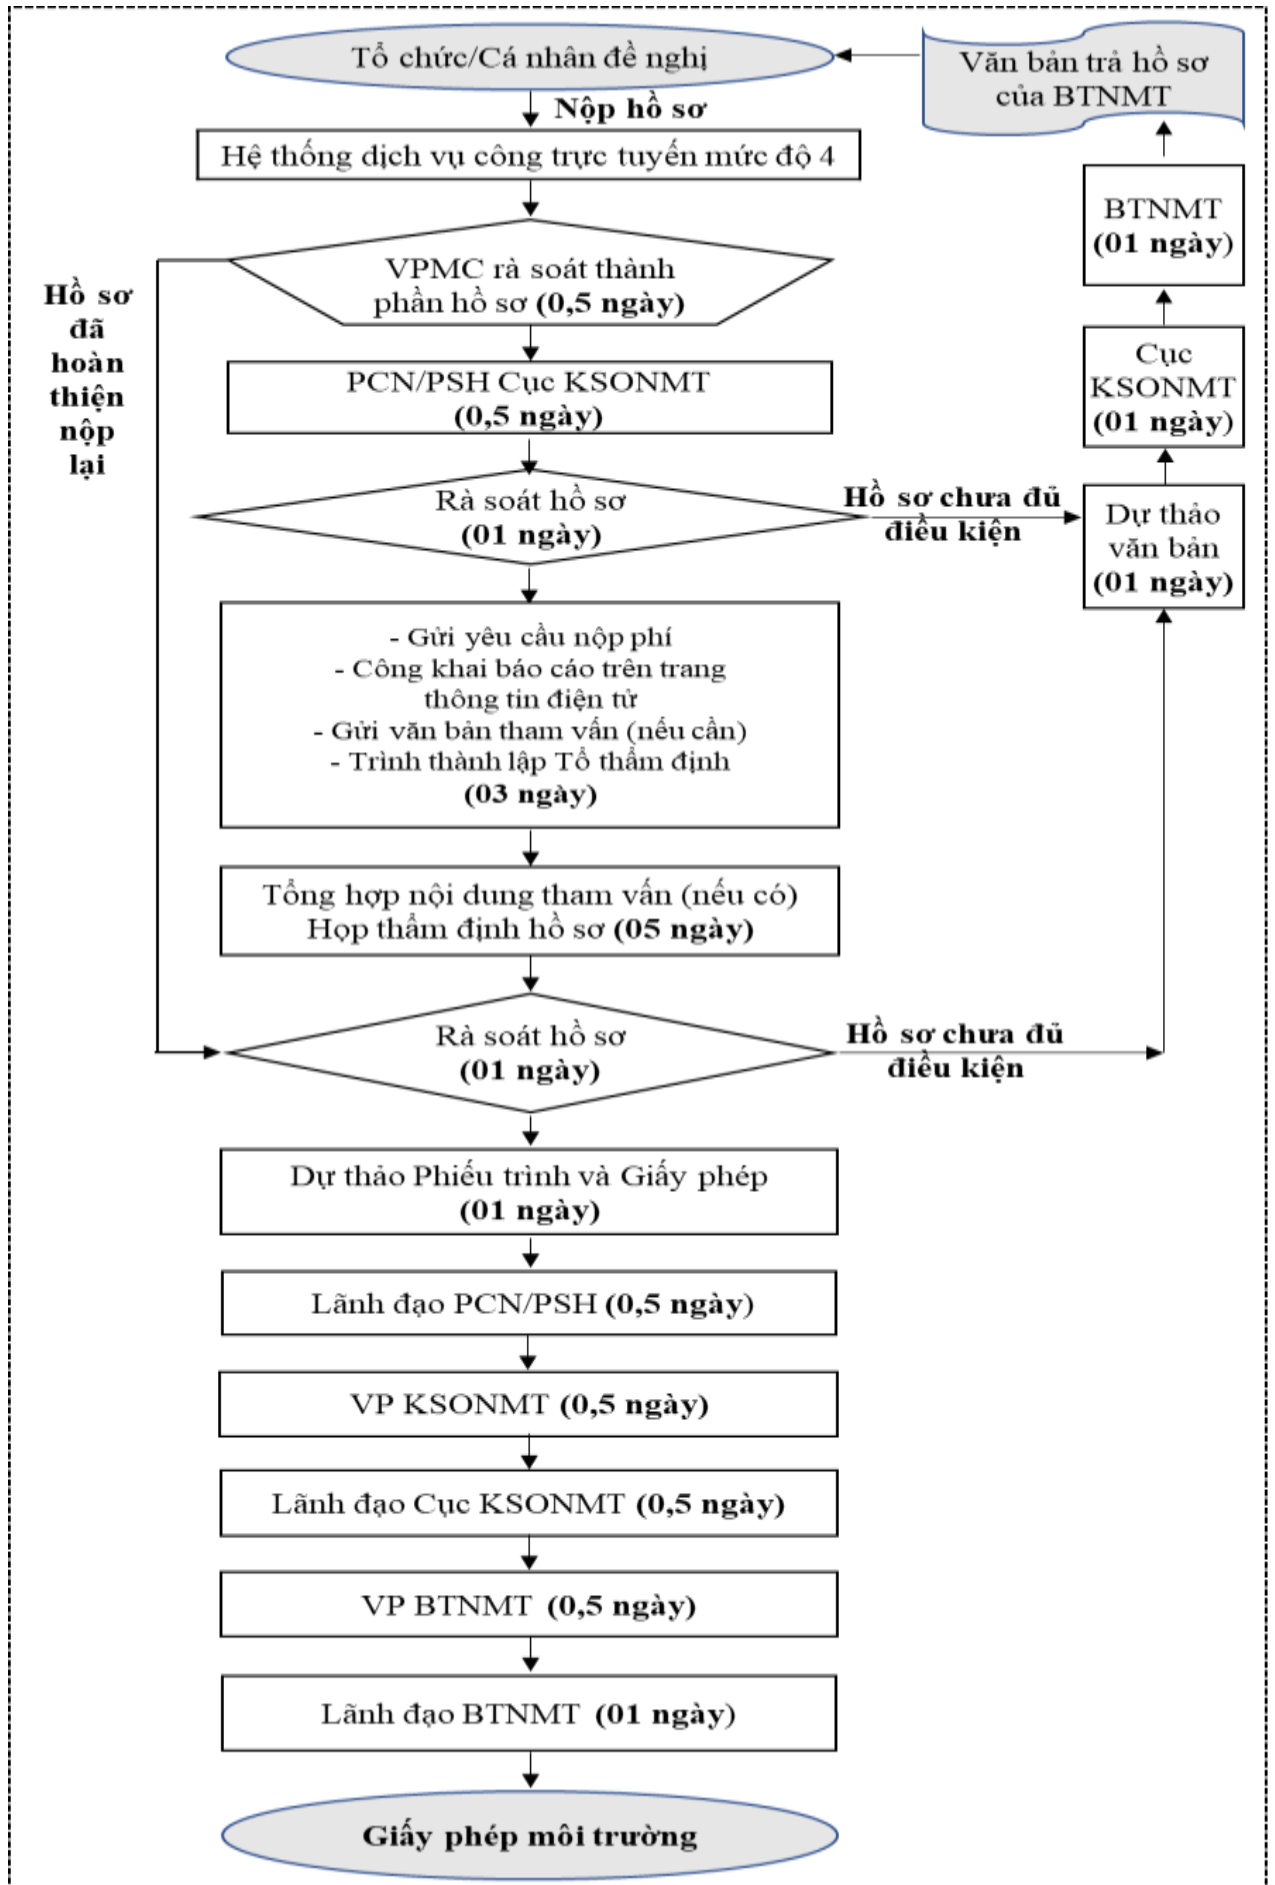 Tổ chức/Cá nhân đề nghị
Văn bản trả hồ sơ
của BTNMT
Nộp hồ sơ
Hệ thống dịch vụ công trực tuyến mức độ 4
BTNMT
(01 ngày)
VPMC rà soát thành
phần hồ sơ (0,5 ngày)
Hồ sơ
đã
hoàn
thiện
nộp
lại
Cục
KSONMT
(01 ngày)
PCN/PSH Cục KSONMT
(0,5 ngày)
Rà soát hồ sơ
(01 ngày)
Hồ sơ chưa đủ
điều kiện
Dự thảo
văn bản
(01 ngày)
- Gửi yêu cầu nộp phí
- Công khai báo cáo trên trang
thông tin điện tử
- Gửi văn bản tham vấn (nếu cần)
- Trình thành lập Tổ thẩm định
(03 ngày)
Tổng hợp nội dung tham vấn (nếu có)
Họp thẩm định hồ sơ (05 ngày)
Rà soát hồ sơ
(01 ngày)
Hồ sơ chưa đủ
điều kiện
Dự thảo Phiếu trình và Giấy phép
(01 ngày)
Lãnh đạo PCN/PSH (0,5 ngày)
VP KSONMT (0,5 ngày)
Lãnh đạo Cục KSONMT (0,5 ngày)
VP BTNMT (0,5 ngày)
Lãnh đạo BTNMT (01 ngày)
Giấy phép môi trường